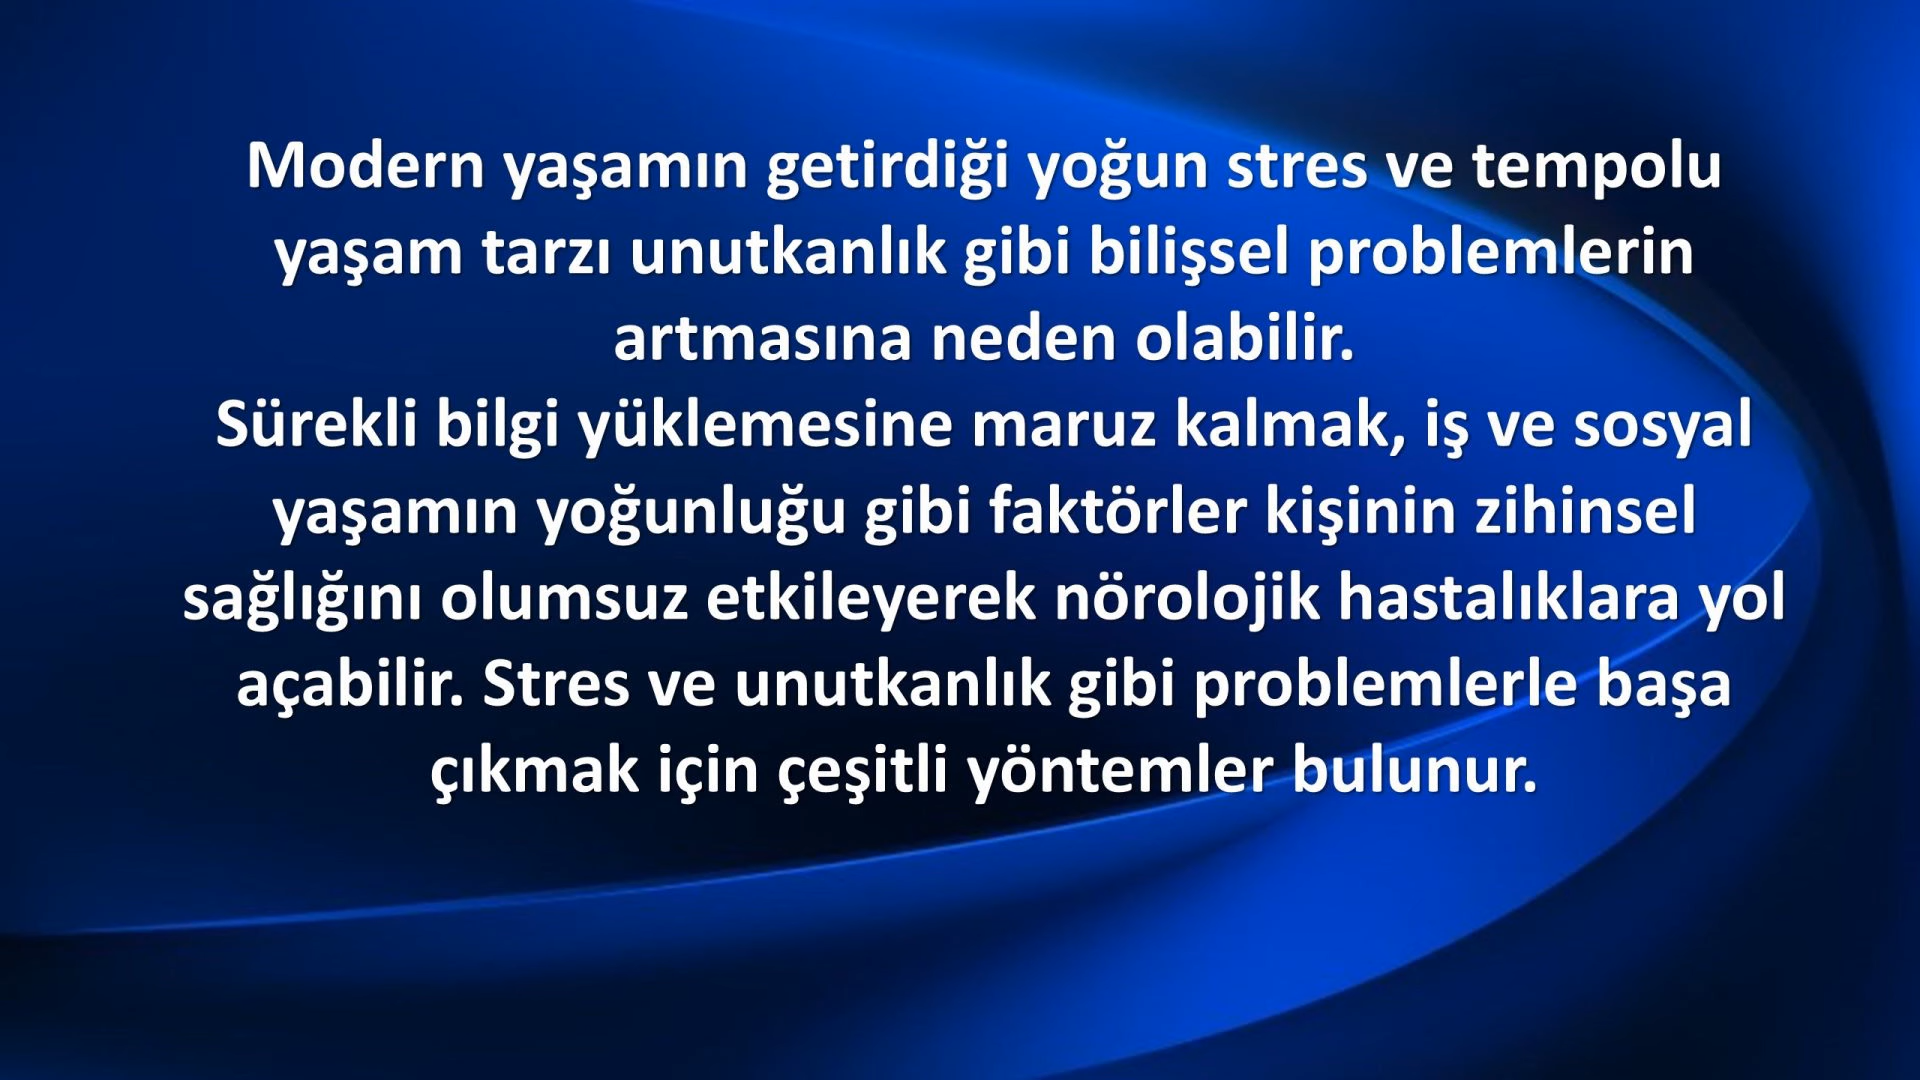 Modern yaşamın getirdiği yoğun stres ve tempolu
yaşam tarzı unutkanlık gibi bilişsel problemlerin
artmasına neden olabilir.
Sürekli bilgi yüklemesine maruz kalmak, iş ve sosyal
yaşamın yoğunluğu gibi faktörler kişinin zihinsel
sağlığını olumsuz etkileyerek nörolojik hastalıklara yol
açabilir. Stres ve unutkanlık gibi problemlerle başa
çıkmak için çeşitli yöntemler bulunur.